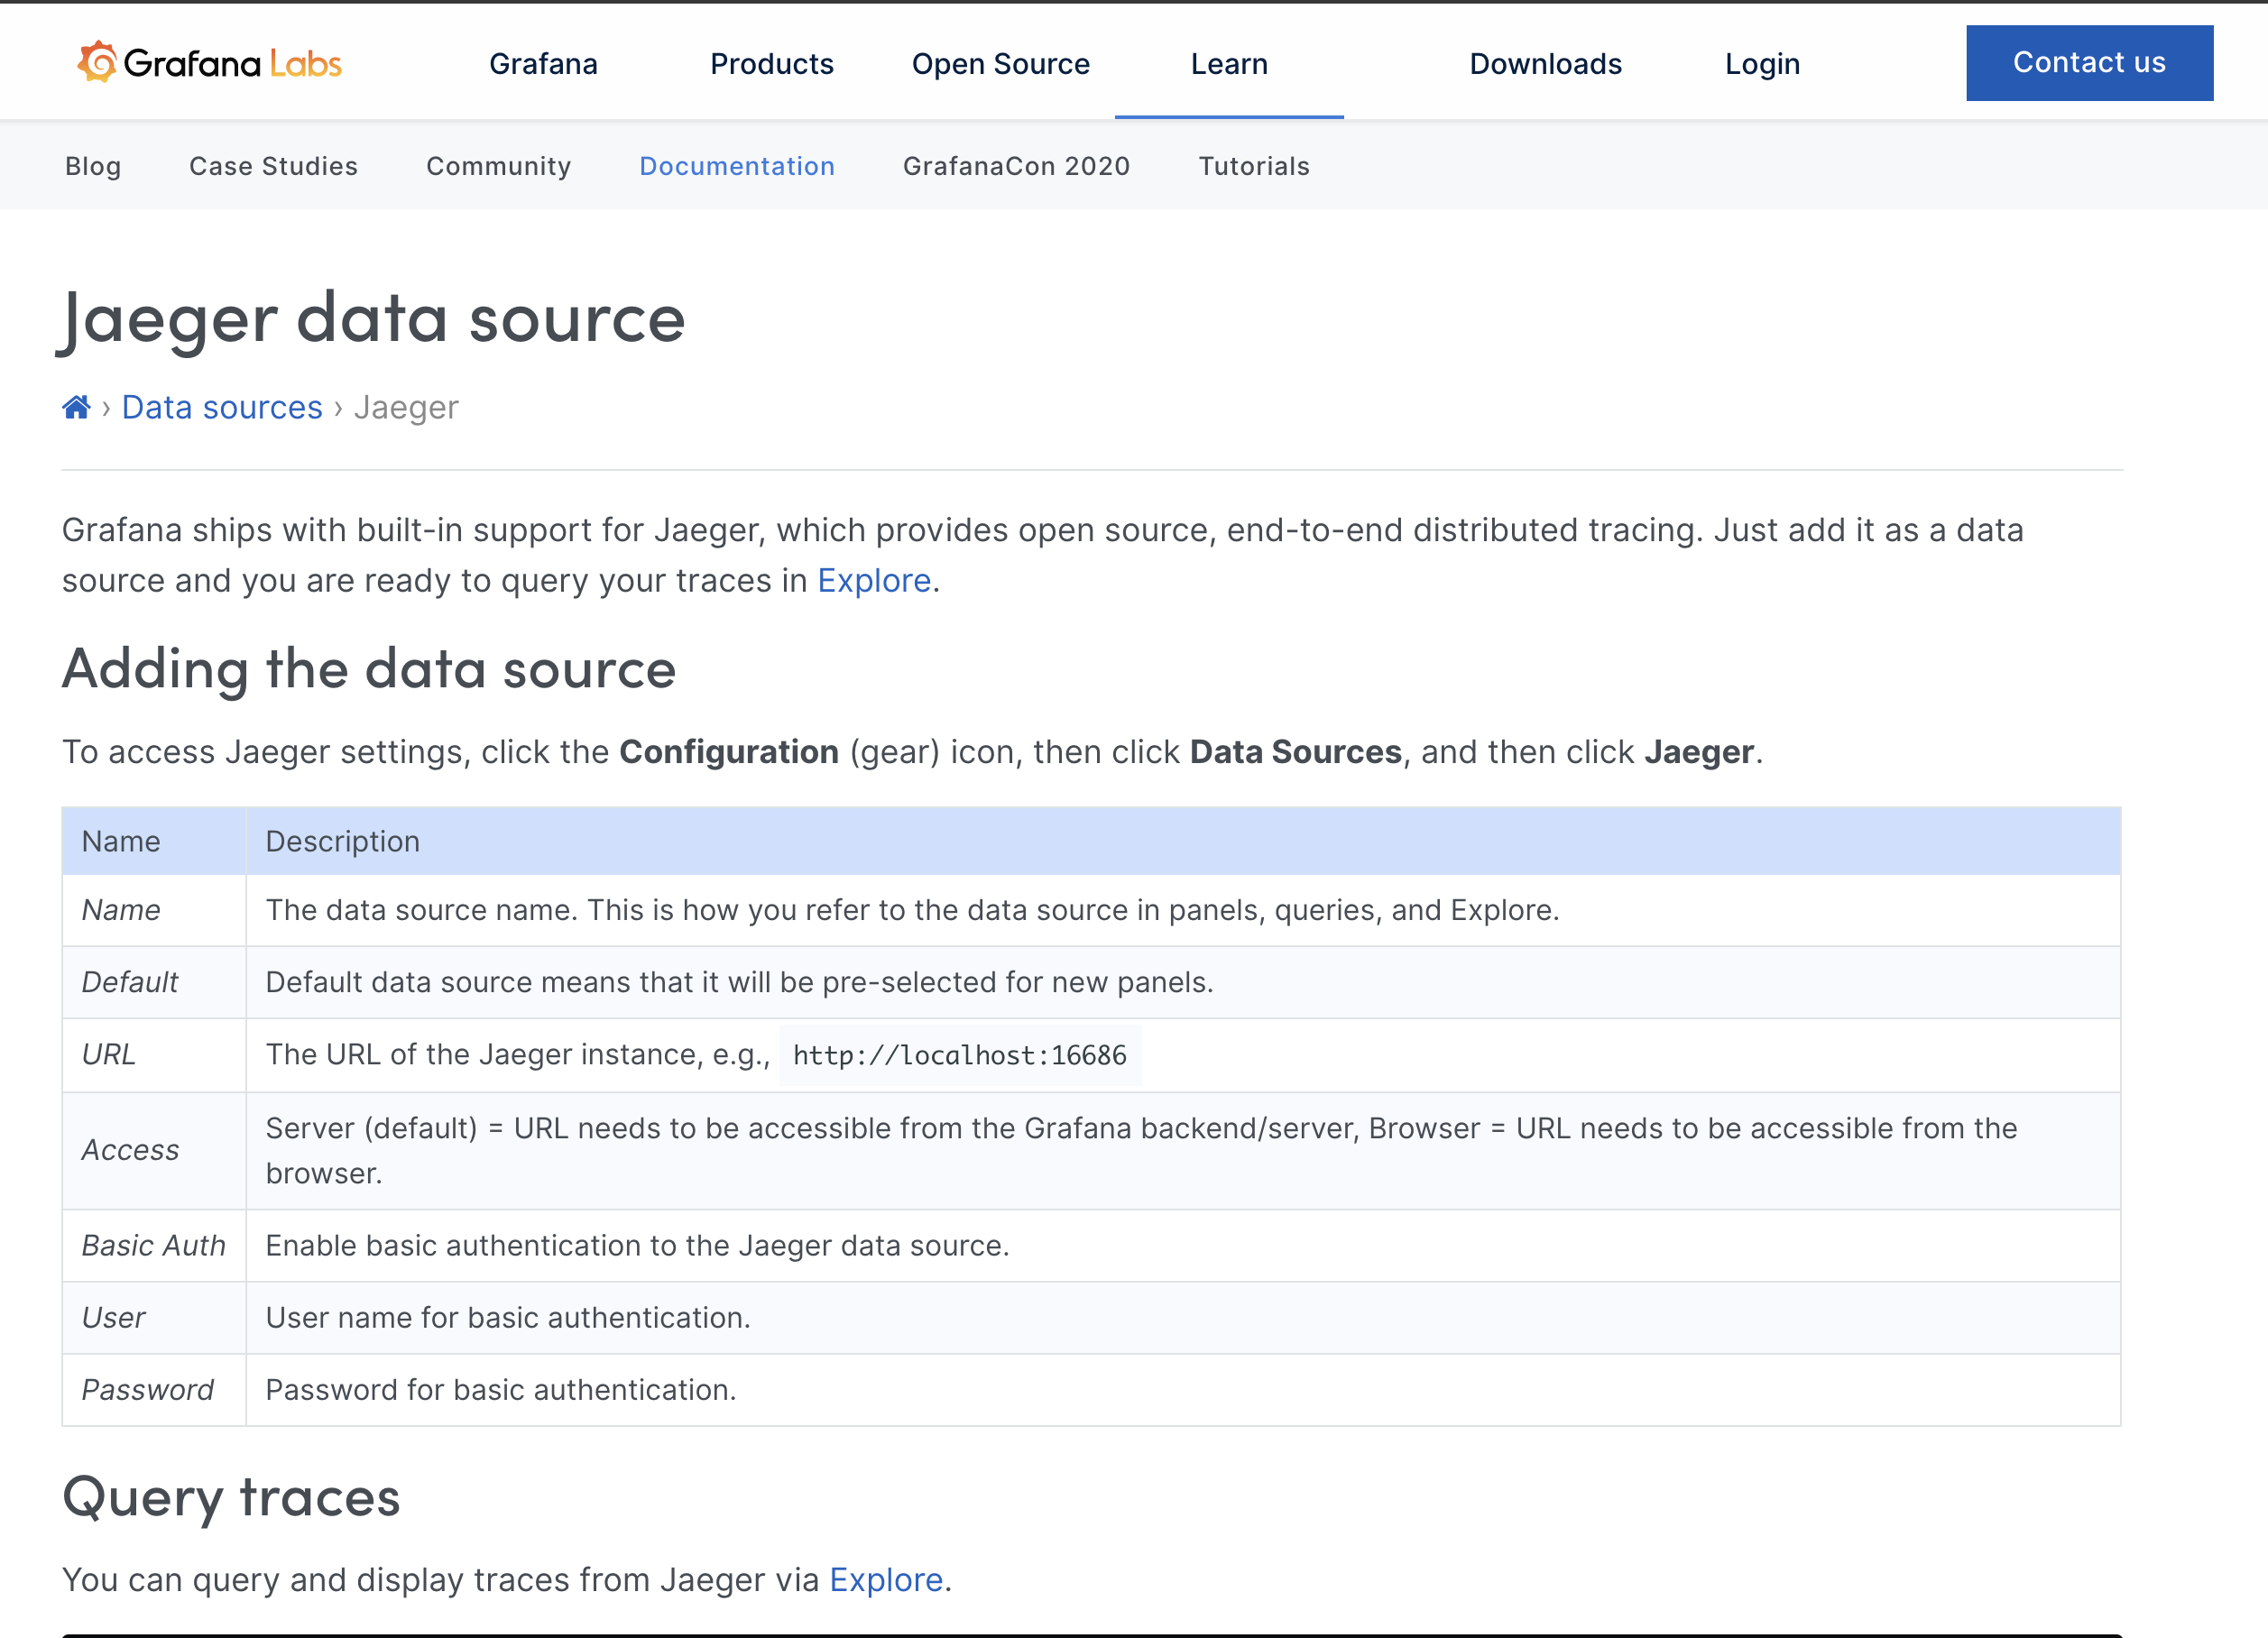 Grafana Labs
Grafana Products Open Source Learn Downloads Login Contact us
Blog Case Studies Community Documentation GrafanaCon 2020 Tutorials
Jaeger data source
› Data sources › Jaeger
Grafana ships with built-in support for Jaeger, which provides open source, end-to-end distributed tracing. Just add it as a data
source and you are ready to query your traces in Explore.
Adding the data source
To access Jaeger settings, click the Configuration (gear) icon, then click Data Sources, and then click Jaeger.
Name Description
Name The data source name. This is how you refer to the data source in panels, queries, and Explore.
Default Default data source means that it will be pre-selected for new panels.
URL The URL of the Jaeger instance, e.g., http://localhost:16686
Access Server (default) = URL needs to be accessible from the Grafana backend/server, Browser = URL needs to be accessible from the
browser.
Basic Auth Enable basic authentication to the Jaeger data source.
User User name for basic authentication.
Password Password for basic authentication.
Query traces
You can query and display traces from Jaeger via Explore.